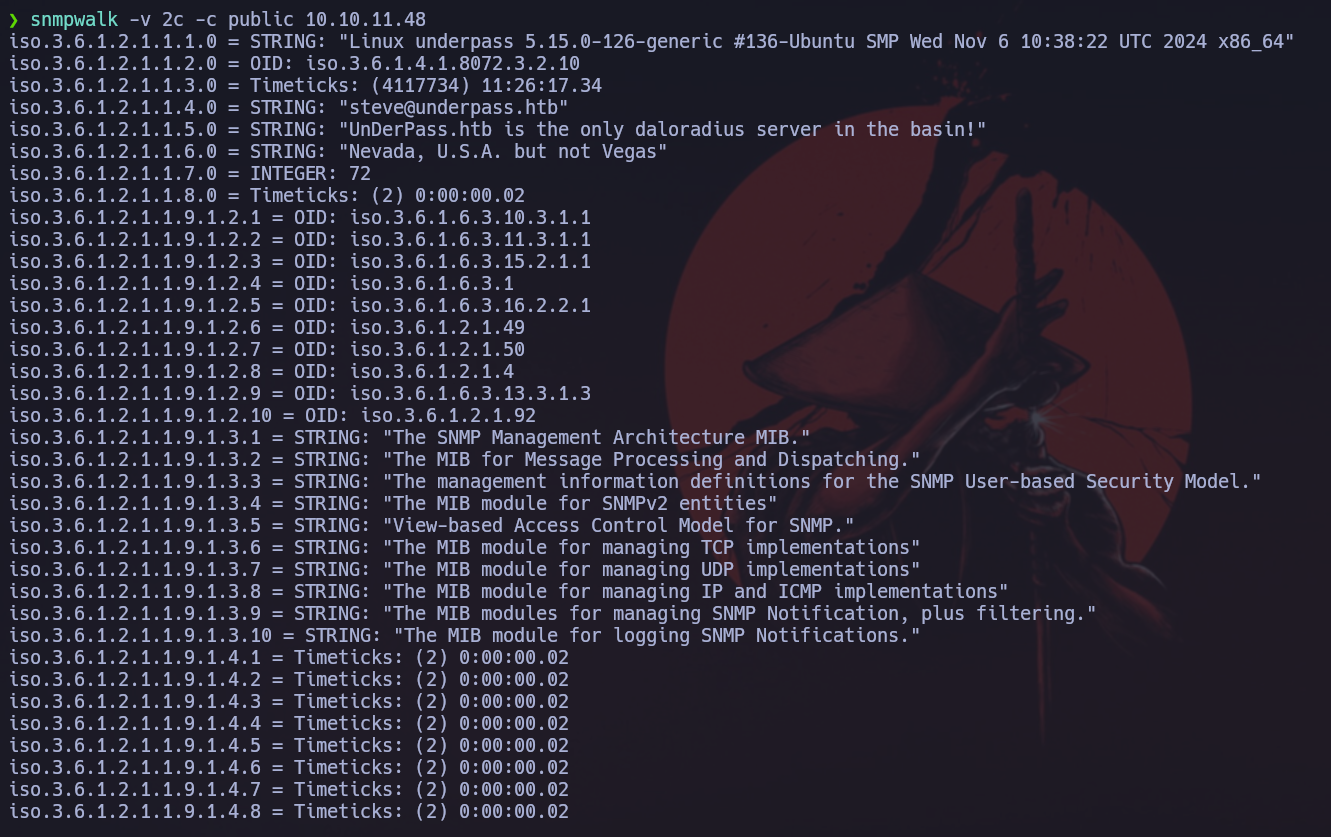 ❯ snmpwalk -v 2c -c public 10.10.11.48
iso.3.6.1.2.1.1.1.0 = STRING: "Linux underpass 5.15.0-126-generic #136-Ubuntu SMP Wed Nov 6 10:38:22 UTC 2024 x86_64"
iso.3.6.1.2.1.1.2.0 = OID: iso.3.6.1.4.1.8072.3.2.10
iso.3.6.1.2.1.1.3.0 = Timeticks: (4117734) 11:26:17.34
iso.3.6.1.2.1.1.4.0 = STRING: "steve@underpass.htb"
iso.3.6.1.2.1.1.5.0 = STRING: "UnDerPass.htb is the only daloradius server in the basin!"
iso.3.6.1.2.1.1.6.0 = STRING: "Nevada, U.S.A. but not Vegas"
iso.3.6.1.2.1.1.7.0 = INTEGER: 72
iso.3.6.1.2.1.1.8.0 = Timeticks: (2) 0:00:00.02
iso.3.6.1.2.1.1.9.1.2.1 = OID: iso.3.6.1.6.3.10.3.1.1
iso.3.6.1.2.1.1.9.1.2.2 = OID: iso.3.6.1.6.3.11.3.1.1
iso.3.6.1.2.1.1.9.1.2.3 = OID: iso.3.6.1.6.3.15.2.1.1
iso.3.6.1.2.1.1.9.1.2.4 = OID: iso.3.6.1.6.3.1
iso.3.6.1.2.1.1.9.1.2.5 = OID: iso.3.6.1.6.3.16.2.2.1
iso.3.6.1.2.1.1.9.1.2.6 = OID: iso.3.6.1.2.1.49
iso.3.6.1.2.1.1.9.1.2.7 = OID: iso.3.6.1.2.1.50
iso.3.6.1.2.1.1.9.1.2.8 = OID: iso.3.6.1.2.1.4
iso.3.6.1.2.1.1.9.1.2.9 = OID: iso.3.6.1.6.3.13.3.1.3
iso.3.6.1.2.1.1.9.1.2.10 = OID: iso.3.6.1.2.1.92
iso.3.6.1.2.1.1.9.1.3.1 = STRING: "The SNMP Management Architecture MIB."
iso.3.6.1.2.1.1.9.1.3.2 = STRING: "The MIB for Message Processing and Dispatching."
iso.3.6.1.2.1.1.9.1.3.3 = STRING: "The management information definitions for the SNMP User-based Security Model."
iso.3.6.1.2.1.1.9.1.3.4 = STRING: "The MIB module for SNMPv2 entities"
iso.3.6.1.2.1.1.9.1.3.5 = STRING: "View-based Access Control Model for SNMP."
iso.3.6.1.2.1.1.9.1.3.6 = STRING: "The MIB module for managing TCP implementations"
iso.3.6.1.2.1.1.9.1.3.7 = STRING: "The MIB module for managing UDP implementations"
iso.3.6.1.2.1.1.9.1.3.8 = STRING: "The MIB module for managing IP and ICMP implementations"
iso.3.6.1.2.1.1.9.1.3.9 = STRING: "The MIB modules for managing SNMP Notification, plus filtering."
iso.3.6.1.2.1.1.9.1.3.10 = STRING: "The MIB module for logging SNMP Notifications."
iso.3.6.1.2.1.1.9.1.4.1 = Timeticks: (2) 0:00:00.02
iso.3.6.1.2.1.1.9.1.4.2 = Timeticks: (2) 0:00:00.02
iso.3.6.1.2.1.1.9.1.4.3 = Timeticks: (2) 0:00:00.02
iso.3.6.1.2.1.1.9.1.4.4 = Timeticks: (2) 0:00:00.02
iso.3.6.1.2.1.1.9.1.4.5 = Timeticks: (2) 0:00:00.02
iso.3.6.1.2.1.1.9.1.4.6 = Timeticks: (2) 0:00:00.02
iso.3.6.1.2.1.1.9.1.4.7 = Timeticks: (2) 0:00:00.02
iso.3.6.1.2.1.1.9.1.4.8 = Timeticks: (2) 0:00:00.02